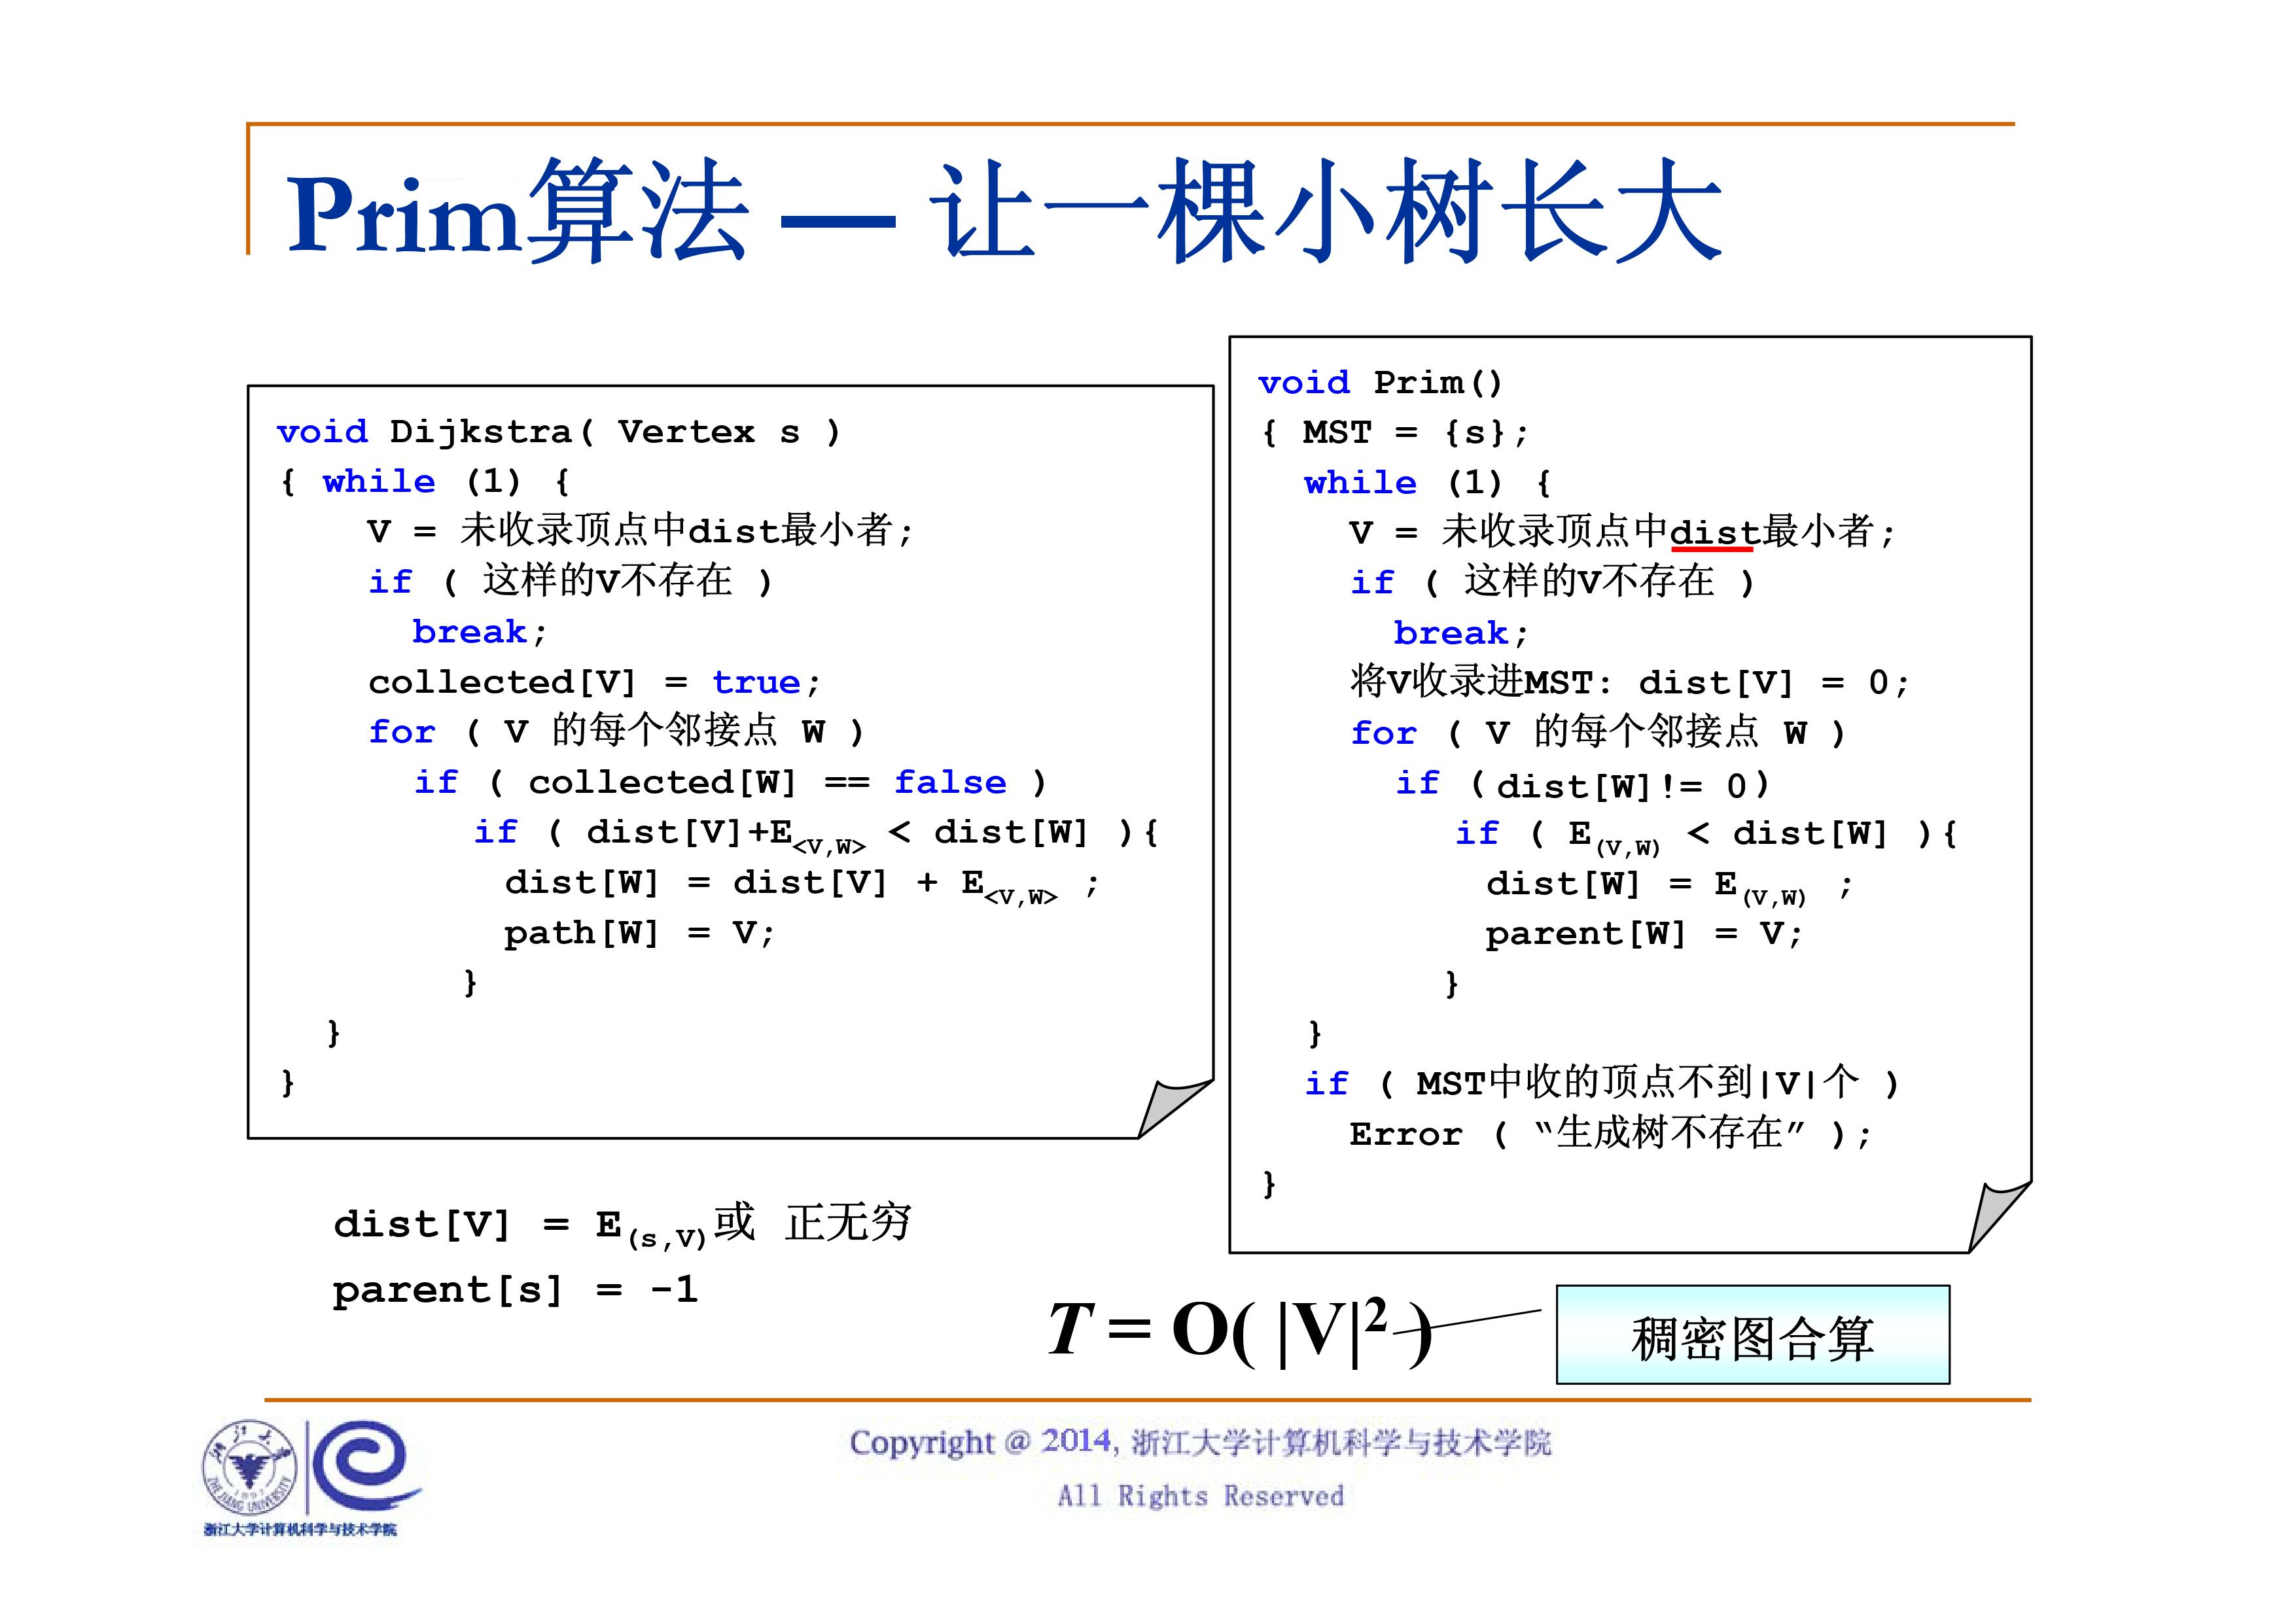 Prim算法 — 让一棵小树长大
void Dijkstra( Vertex s )
{ while (1) {
V = 未收录顶点中dist最小者;
if ( 这样的V不存在 )
break;
collected[V] = true;
for ( V 的每个邻接点 W )
if ( collected[W] == false )
if ( dist[V]+E<V,W> < dist[W] ){
dist[W] = dist[V] + E<V,W> ;
path[W] = V;
}
}
}
void Prim()
{ MST = {s};
while (1) {
V = 未收录顶点中dist最小者;
if ( 这样的V不存在 )
break;
将V收录进MST: dist[V] = 0;
for ( V 的每个邻接点 W )
if ( dist[W]!= 0 )
if ( E(V,W) < dist[W] ){
dist[W] = E(V,W) ;
parent[W] = V;
}
}
if ( MST中收的顶点不到|V|个 )
Error ( “生成树不存在” );
}
dist[V] = E(s,V)或 正无穷
parent[s] = -1
T = O( |V|² )
稠密图合算
浙江大学
ZHE JIANG UNIVERSITY
1897
浙江大学计算机科学与技术学院
Copyright @ 2014, 浙江大学计算机科学与技术学院
All Rights Reserved